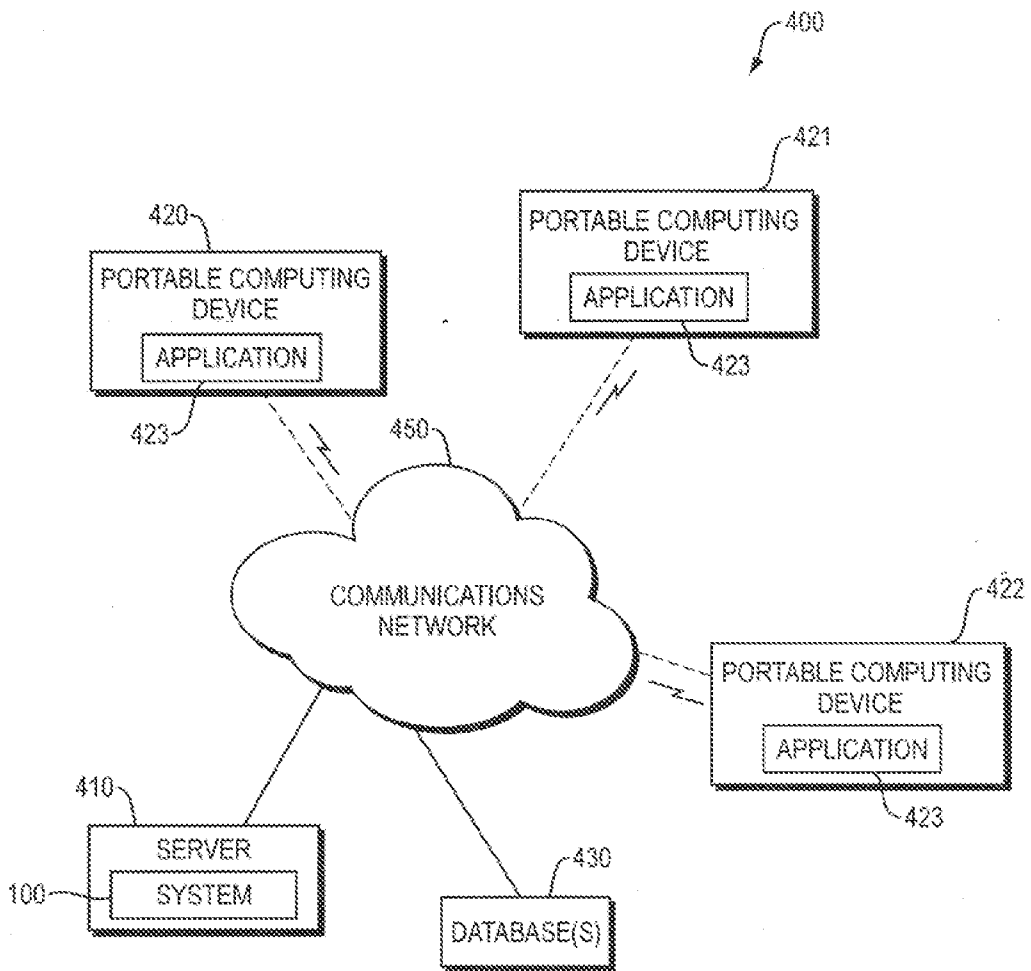 400
421
PORTABLE COMPUTING
DEVICE
APPLICATION
423
420
PORTABLE COMPUTING
DEVICE
APPLICATION
423
450
COMMUNICATIONS
NETWORK
422
PORTABLE COMPUTING
DEVICE
APPLICATION
423
410
SERVER
100
SYSTEM
430
DATABASE(S)